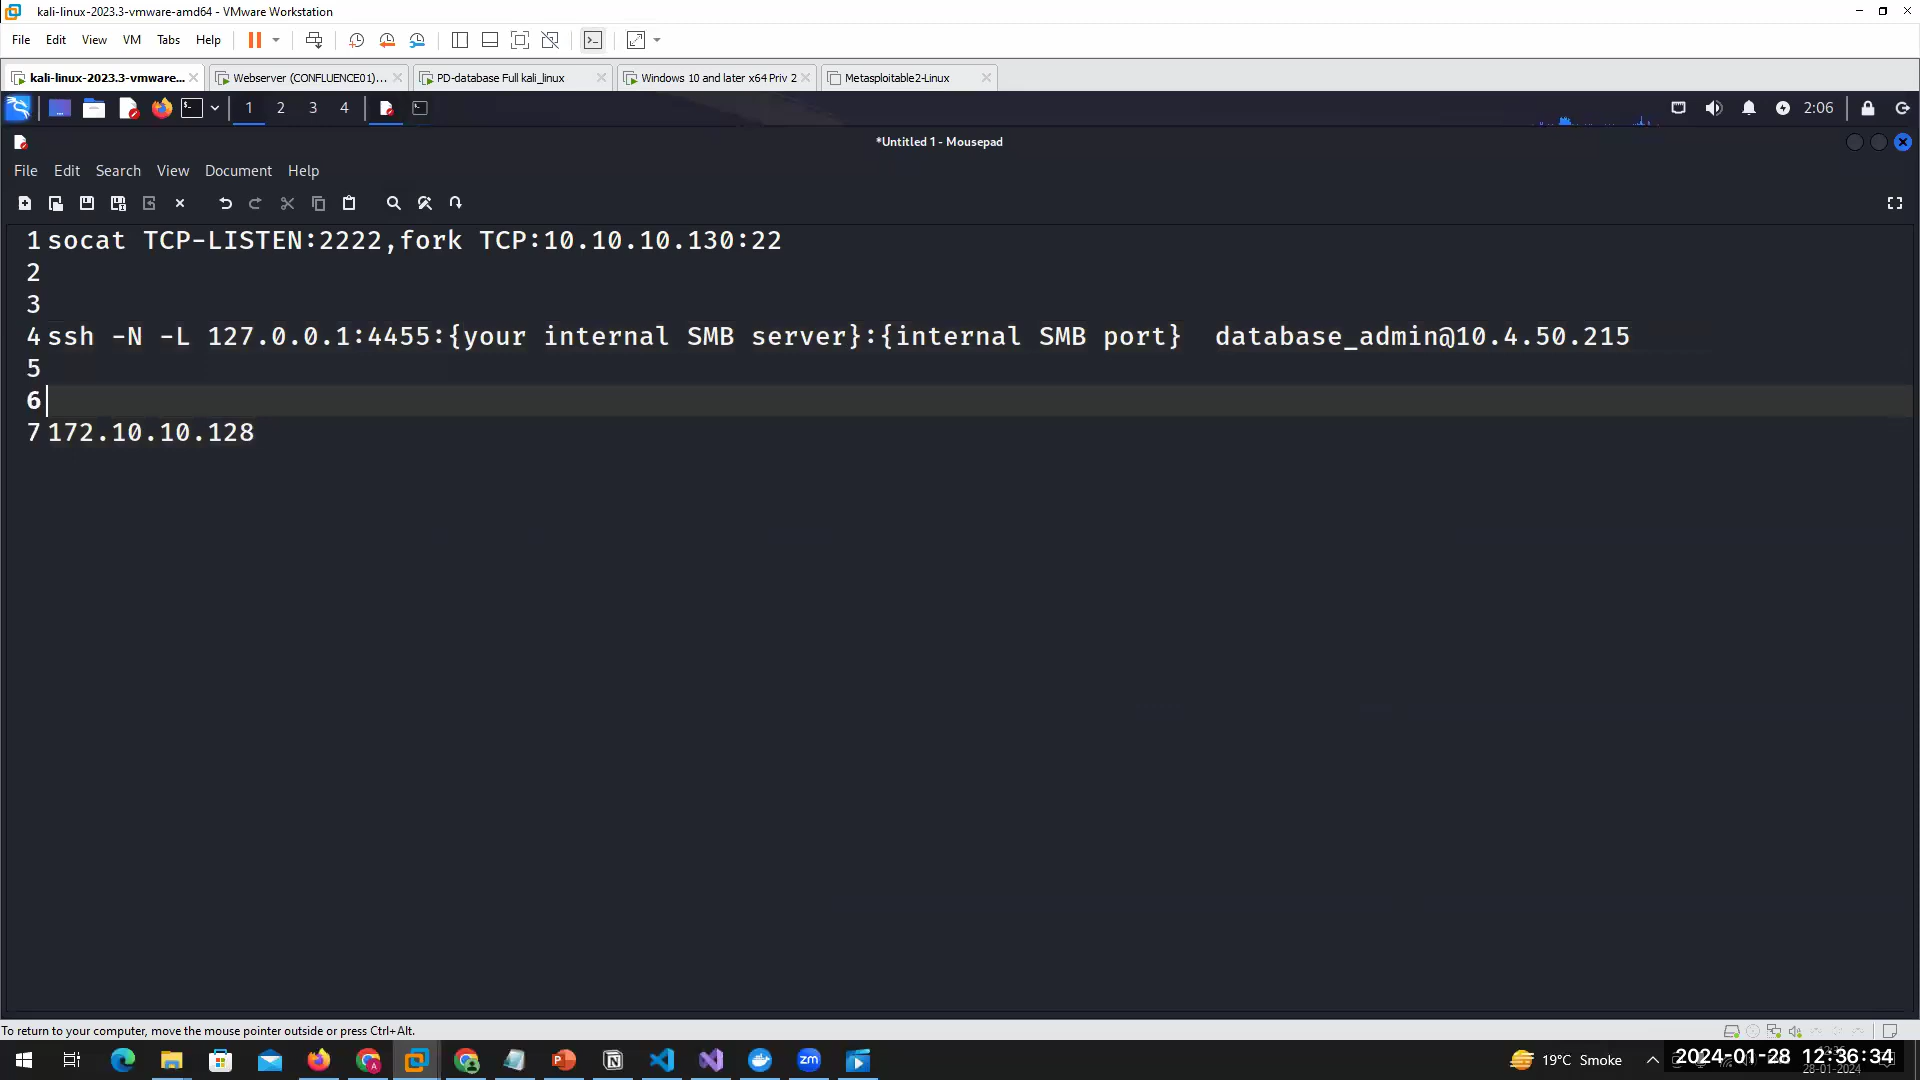 kali-linux-2023.3-vmware-amd64 - VMware Workstation
File Edit View VM Tabs Help
kali-linux-2023.3-vmware... Webserver (CONFLUENCE01)... PD-database Full kali_linux Windows 10 and later x64 Priv 2 Metasploitable2-Linux
1 2 3 4 2:06
*Untitled 1 - Mousepad
File Edit Search View Document Help
1 socat TCP-LISTEN:2222,fork TCP:10.10.10.130:22
2
3
4 ssh -N -L 127.0.0.1:4455:{your internal SMB server}:{internal SMB port}  database_admin@10.4.50.215
5
6
7 172.10.10.128
To return to your computer, move the mouse pointer outside or press Ctrl+Alt.
19°C Smoke 2024-01-28 12:36:34
28-01-2024